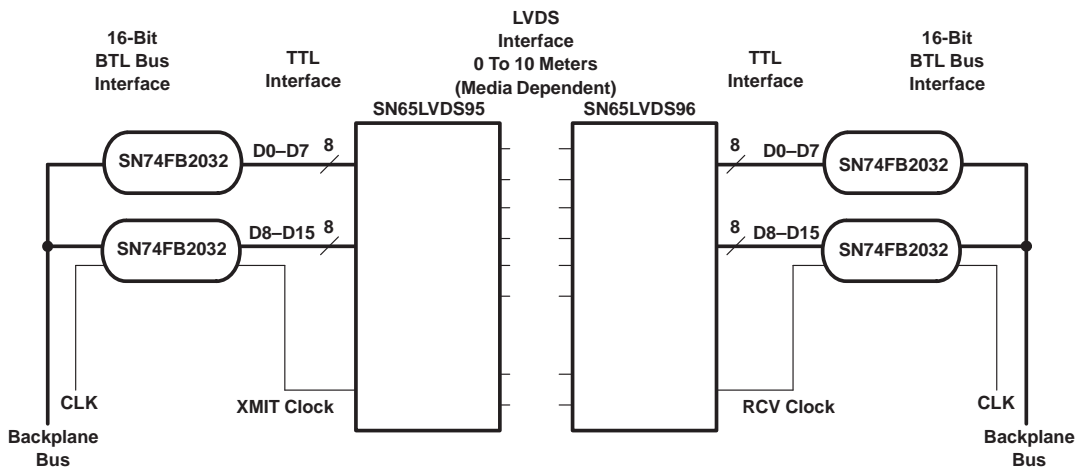 LVDS
Interface
0 To 10 Meters
(Media Dependent)
16-Bit
BTL Bus
Interface
TTL
Interface
TTL
Interface
16-Bit
BTL Bus
Interface
SN65LVDS95
SN65LVDS96
SN74FB2032
D0–D7
8
8
D0–D7
SN74FB2032
SN74FB2032
D8–D15
8
8
D8–D15
SN74FB2032
CLK
XMIT Clock
RCV Clock
CLK
Backplane
Bus
Backplane
Bus